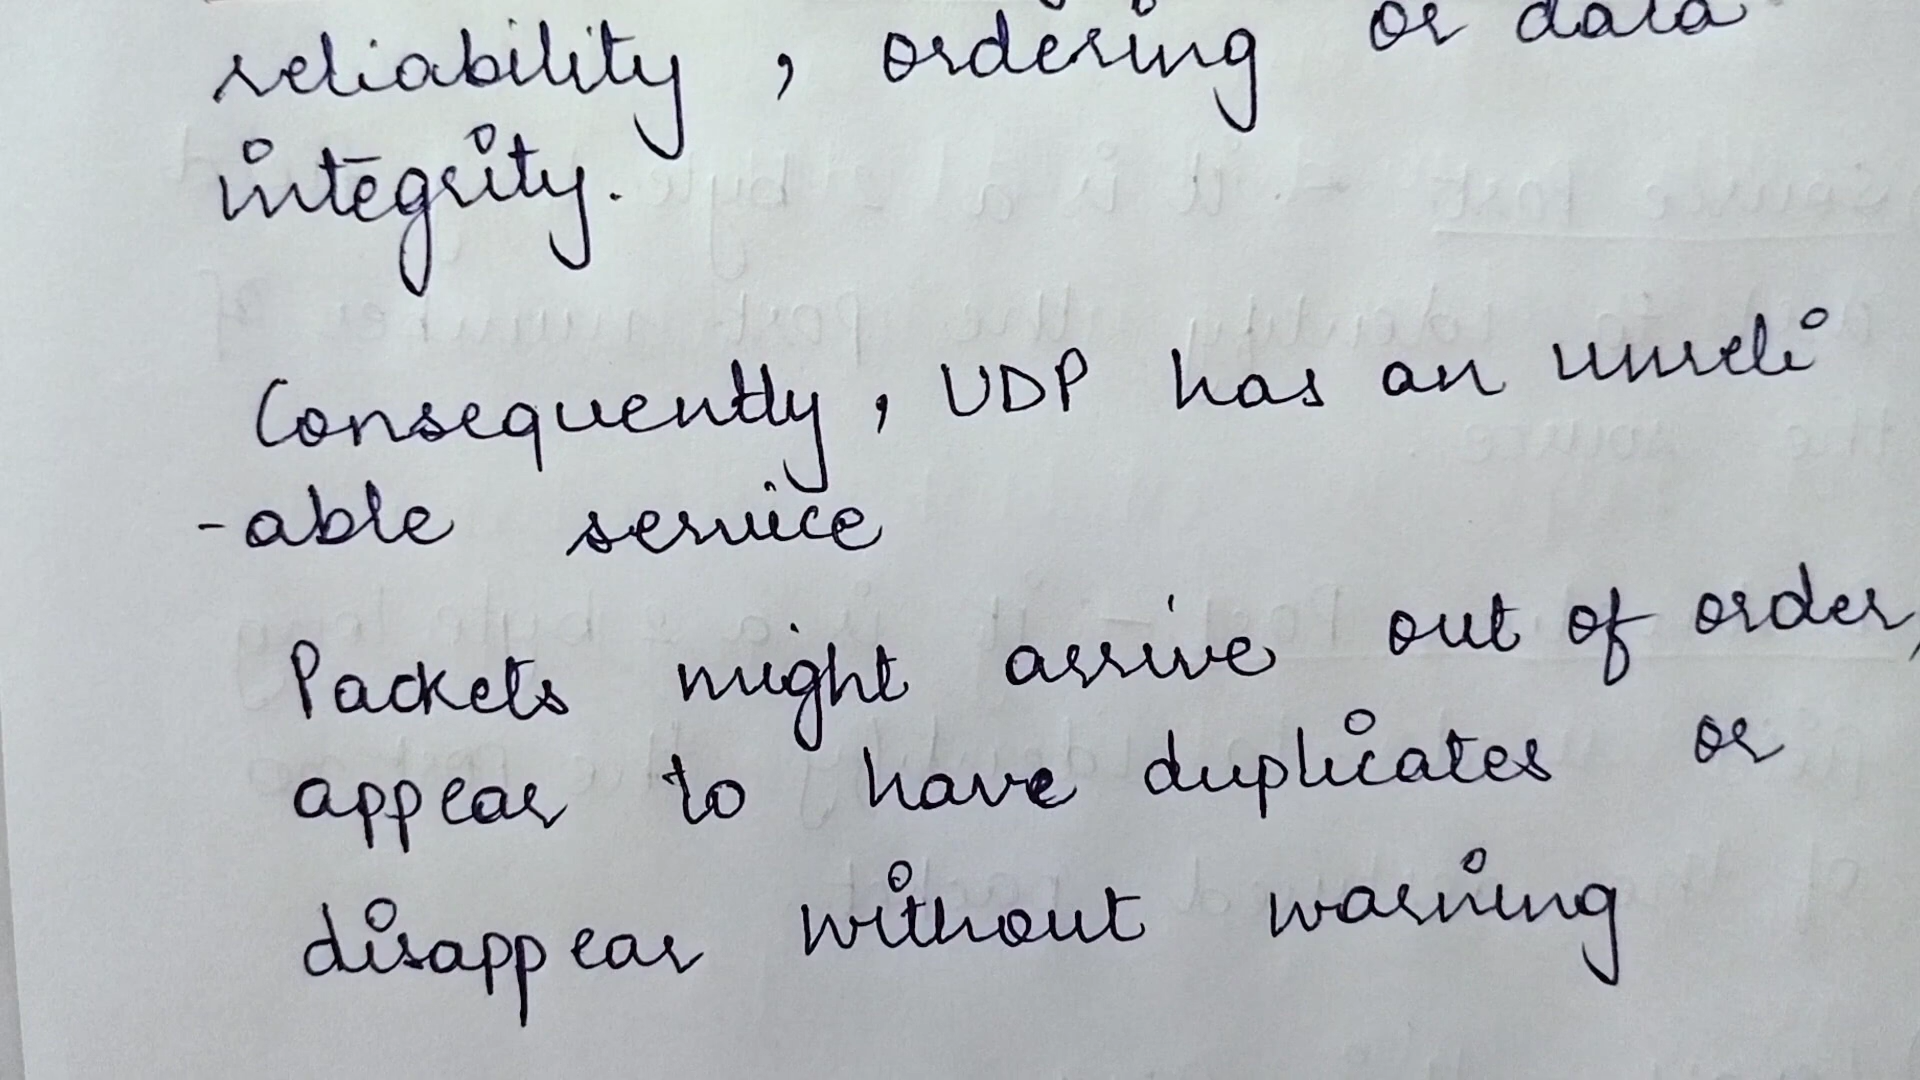 reliability, ordering or data
integrity.
Consequently, UDP has an unreli
-able service
Packets might arrive out of order,
appear to have duplicates or
disappear without warning